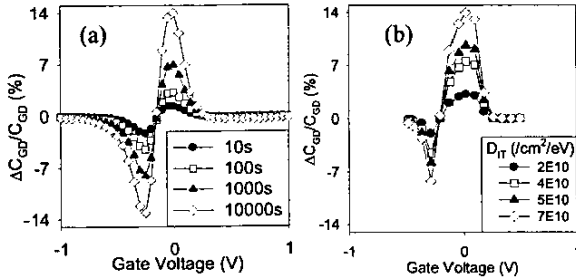 (a)
ΔC_GD/C_GD (%)
14
7
0
-7
-14
10s
100s
1000s
10000s
-1
0
1
Gate Voltage (V)
(b)
ΔC_GD/C_GD (%)
14
7
0
-7
-14
D_IT (/cm²/eV)
2E10
4E10
5E10
7E10
-1
0
1
Gate Voltage (V)